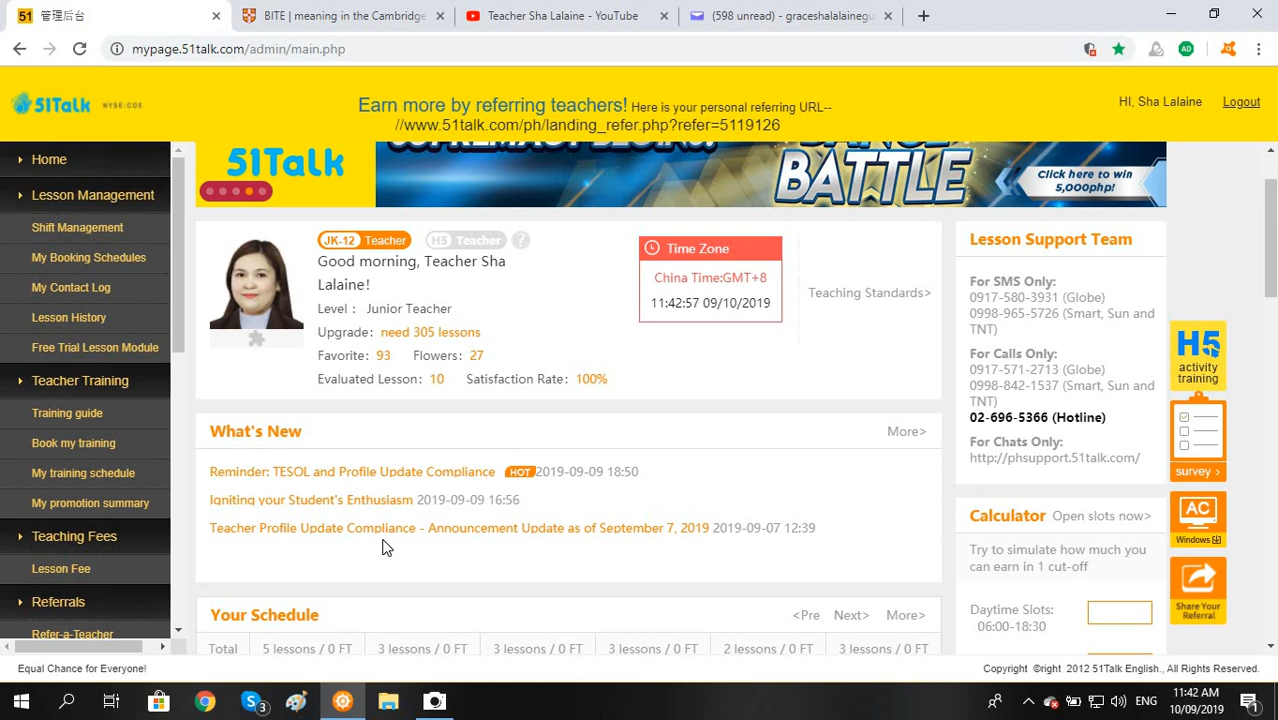 51 管理后台
BITE | meaning in the Cambridge
Teacher Sha Lalaine - YouTube
(598 unread) - graceshalalainegu
mypage.51talk.com/admin/main.php
51Talk NYSE:COE
Earn more by referring teachers! Here is your personal referring URL--
//www.51talk.com/ph/landing_refer.php?refer=5119126
HI, Sha Lalaine Logout
Home
Lesson Management
Shift Management
My Booking Schedules
My Contact Log
Lesson History
Free Trial Lesson Module
Teacher Training
Training guide
Book my training
My training schedule
My promotion summary
Teaching Fees
Lesson Fee
Referrals
Refer-a-Teacher
51Talk
SUPREMACY BEGINS!
DANCE
BATTLE
Click here to win
5,000php!
JK-12 Teacher H5 Teacher ?
Good morning, Teacher Sha
Lalaine!
Level : Junior Teacher
Upgrade: need 305 lessons
Favorite: 93 Flowers: 27
Evaluated Lesson: 10 Satisfaction Rate: 100%
Time Zone
China Time:GMT+8
11:42:57 09/10/2019
Teaching Standards>
What's New More>
Reminder: TESOL and Profile Update Compliance HOT 2019-09-09 18:50
Igniting your Student's Enthusiasm 2019-09-09 16:56
Teacher Profile Update Compliance - Announcement Update as of September 7, 2019 2019-09-07 12:39
Your Schedule <Pre Next> More>
Total 5 lessons / 0 FT 3 lessons / 0 FT 3 lessons / 0 FT 3 lessons / 0 FT 2 lessons / 0 FT 3 lessons / 0 FT
Lesson Support Team
For SMS Only:
0917-580-3931 (Globe)
0998-965-5726 (Smart, Sun and
TNT)
For Calls Only:
0917-571-2713 (Globe)
0998-842-1537 (Smart, Sun and
TNT)
02-696-5366 (Hotline)
For Chats Only:
http://phsupport.51talk.com/
Calculator Open slots now>
Try to simulate how much you
can earn in 1 cut-off
Daytime Slots:
06:00-18:30
H5
activity
training
survey >
AC
Windows
Share Your
Referral
Equal Chance for Everyone!
Copyright ©right 2012 51Talk English., All Rights Reserved.
3
ENG
11:42 AM
10/09/2019
1